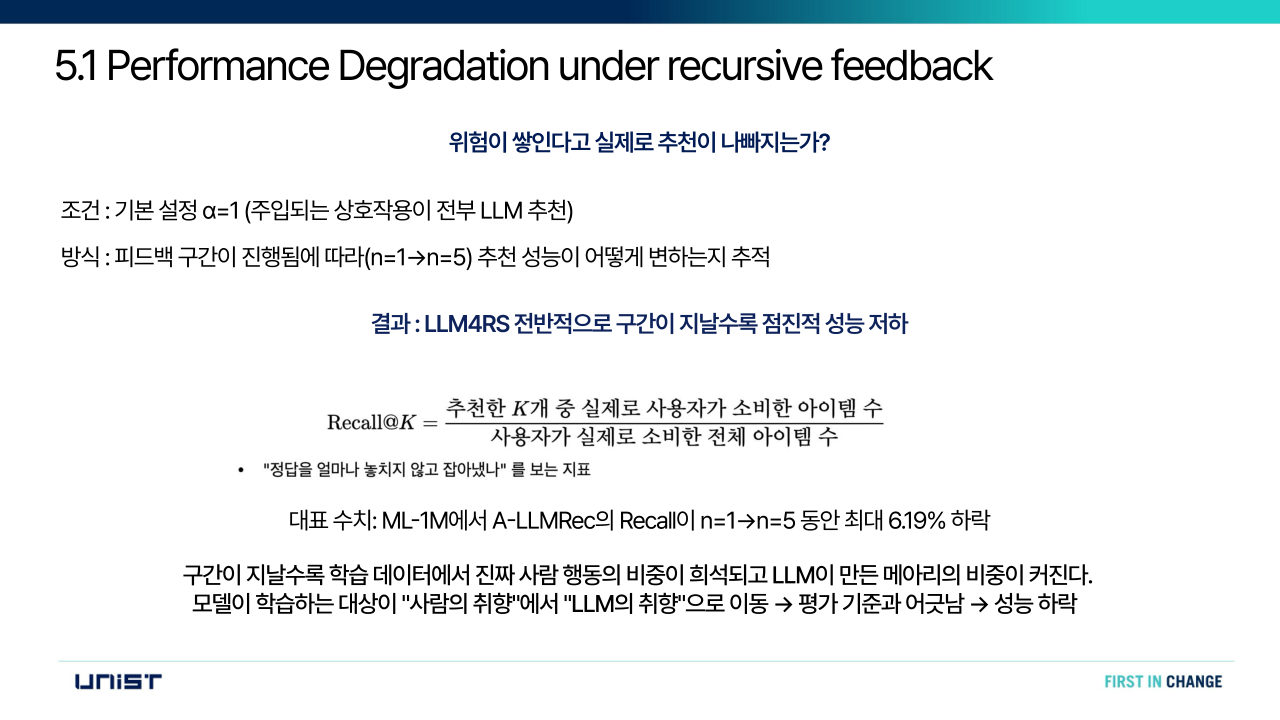 5.1 Performance Degradation under recursive feedback
위험이 쌓인다고 실제로 추천이 나빠지는가?
조건 : 기본 설정 α=1 (주입되는 상호작용이 전부 LLM 추천)
방식 : 피드백 구간이 진행됨에 따라(n=1→n=5) 추천 성능이 어떻게 변하는지 추적
결과 : LLM4RS 전반적으로 구간이 지날수록 점진적 성능 저하
Recall@K = 추천한 K개 중 실제로 사용자가 소비한 아이템 수
사용자가 실제로 소비한 전체 아이템 수
• "정답을 얼마나 놓치지 않고 잡아냈나" 를 보는 지표
대표 수치: ML-1M에서 A-LLMRec의 Recall이 n=1→n=5 동안 최대 6.19% 하락
구간이 지날수록 학습 데이터에서 진짜 사람 행동의 비중이 희석되고 LLM이 만든 메아리의 비중이 커진다.
모델이 학습하는 대상이 "사람의 취향"에서 "LLM의 취향"으로 이동 → 평가 기준과 어긋남 → 성능 하락
UNIST
FIRST IN CHANGE